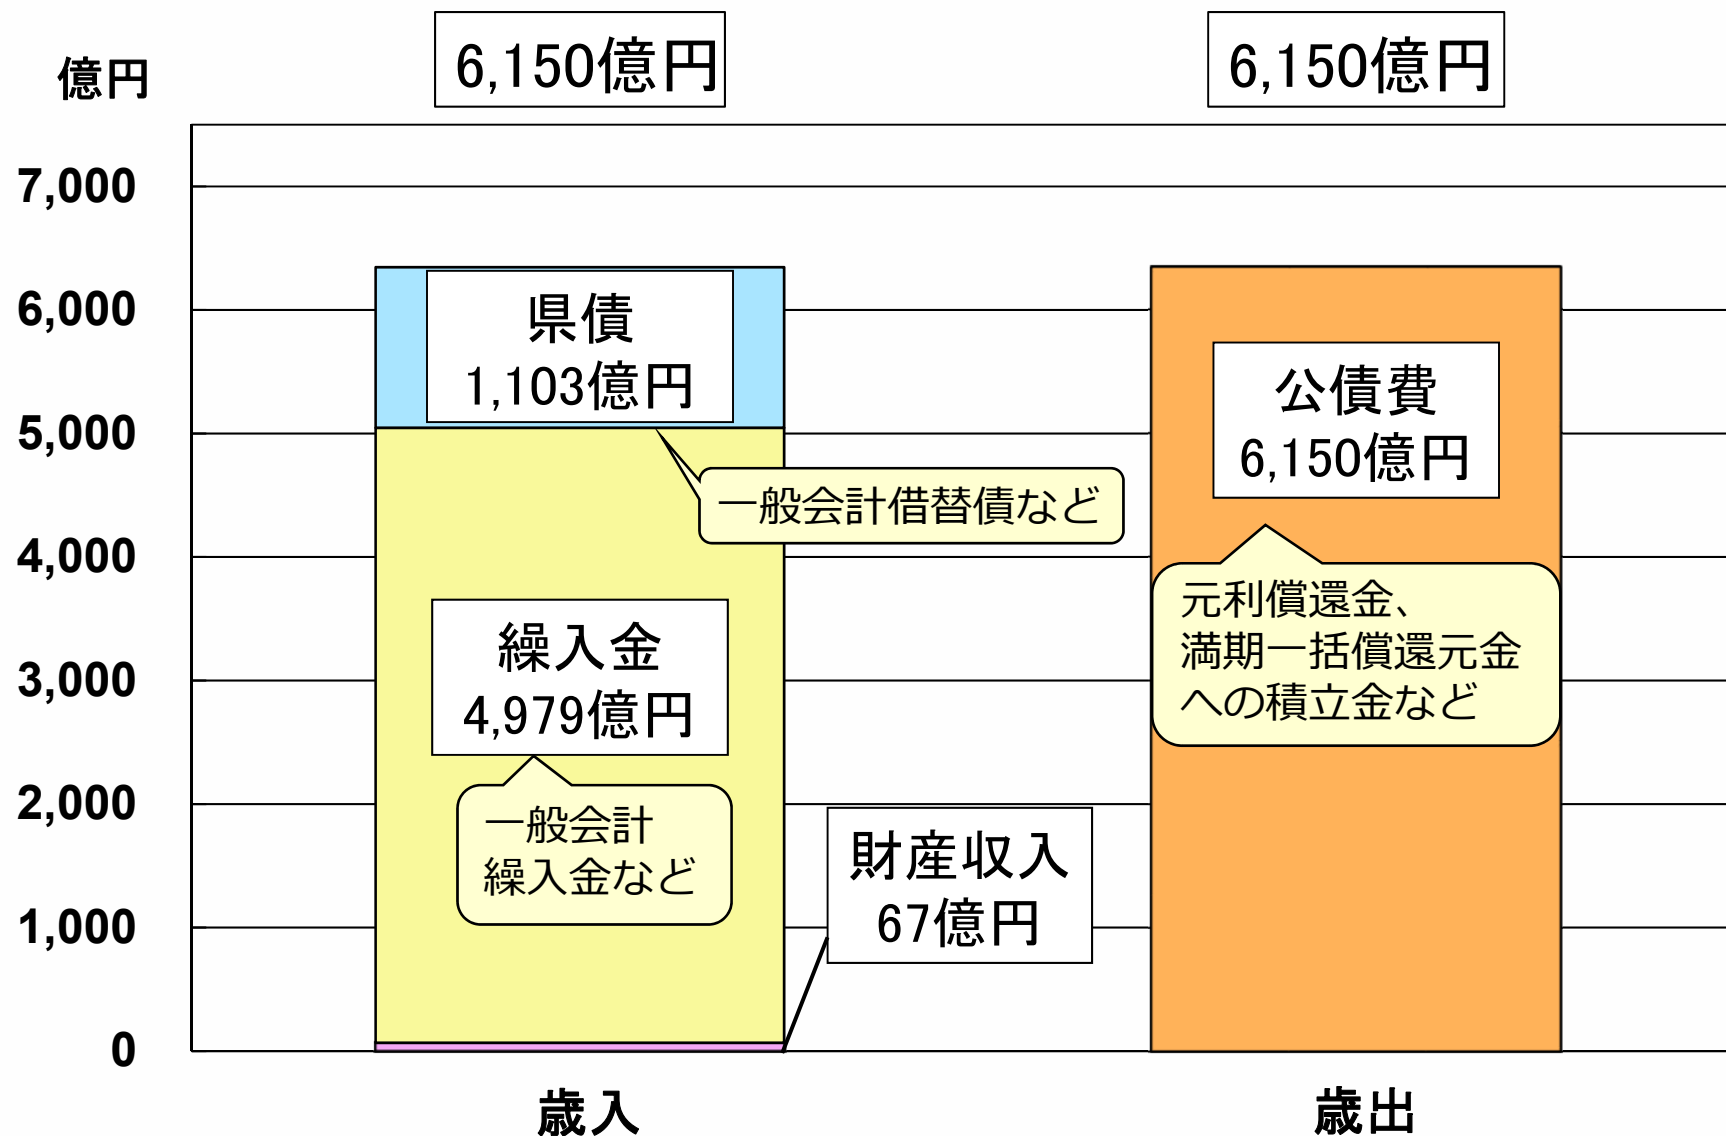 6,150億円
6,150億円
億円
7,000
6,000
5,000
4,000
3,000
2,000
1,000
0
県債
1,103億円
一般会計借替債など
繰入金
4,979億円
一般会計
繰入金など
財産収入
67億円
公債費
6,150億円
元利償還金、
満期一括償還元金
への積立金など
歳入
歳出